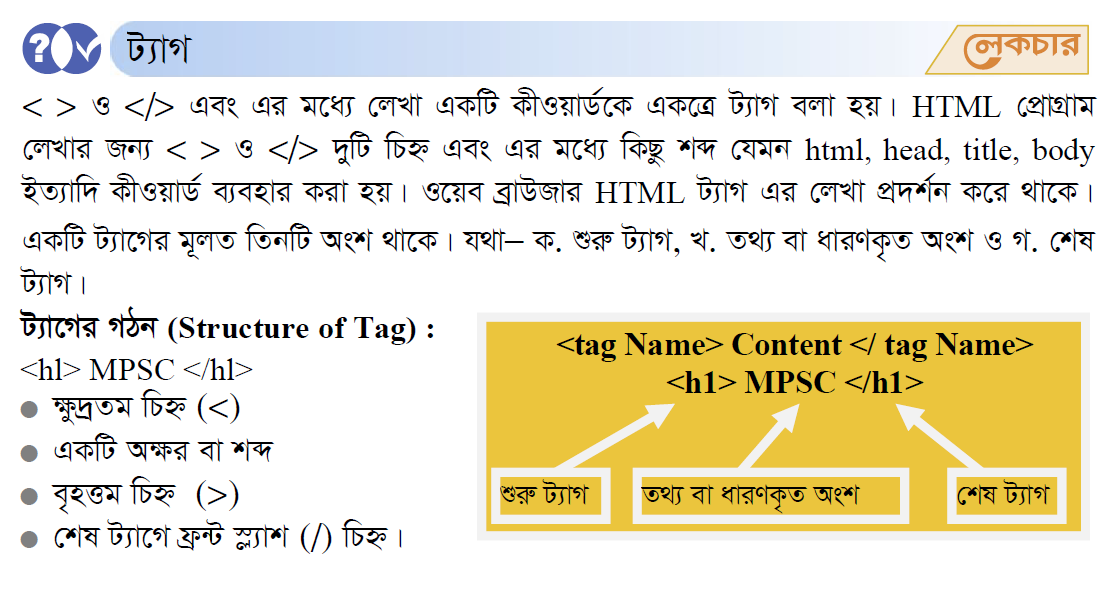 ট্যাগ
লেকচার
< > ও </> এবং এর মধ্যে লেখা একটি কীওয়ার্ডকে একত্রে ট্যাগ বলা হয়। HTML প্রোগ্রাম
লেখার জন্য < > ও </> দুটি চিহ্ন এবং এর মধ্যে কিছু শব্দ যেমন html, head, title, body
ইত্যাদি কীওয়ার্ড ব্যবহার করা হয়। ওয়েব ব্রাউজার HTML ট্যাগ এর লেখা প্রদর্শন করে থাকে।
একটি ট্যাগের মূলত তিনটি অংশ থাকে। যথা– ক. শুরু ট্যাগ, খ. তথ্য বা ধারণকৃত অংশ ও গ. শেষ
ট্যাগ।
ট্যাগের গঠন (Structure of Tag) :
<hl> MPSC </hl>
● ক্ষুদ্রতম চিহ্ন (<)
● একটি অক্ষর বা শব্দ
● বৃহত্তম চিহ্ন (>)
● শেষ ট্যাগে ফ্রন্ট স্ল্যাশ (/) চিহ্ন।
<tag Name> Content </ tag Name>
<h1> MPSC </h1>
শুরু ট্যাগ
তথ্য বা ধারণকৃত অংশ
শেষ ট্যাগ